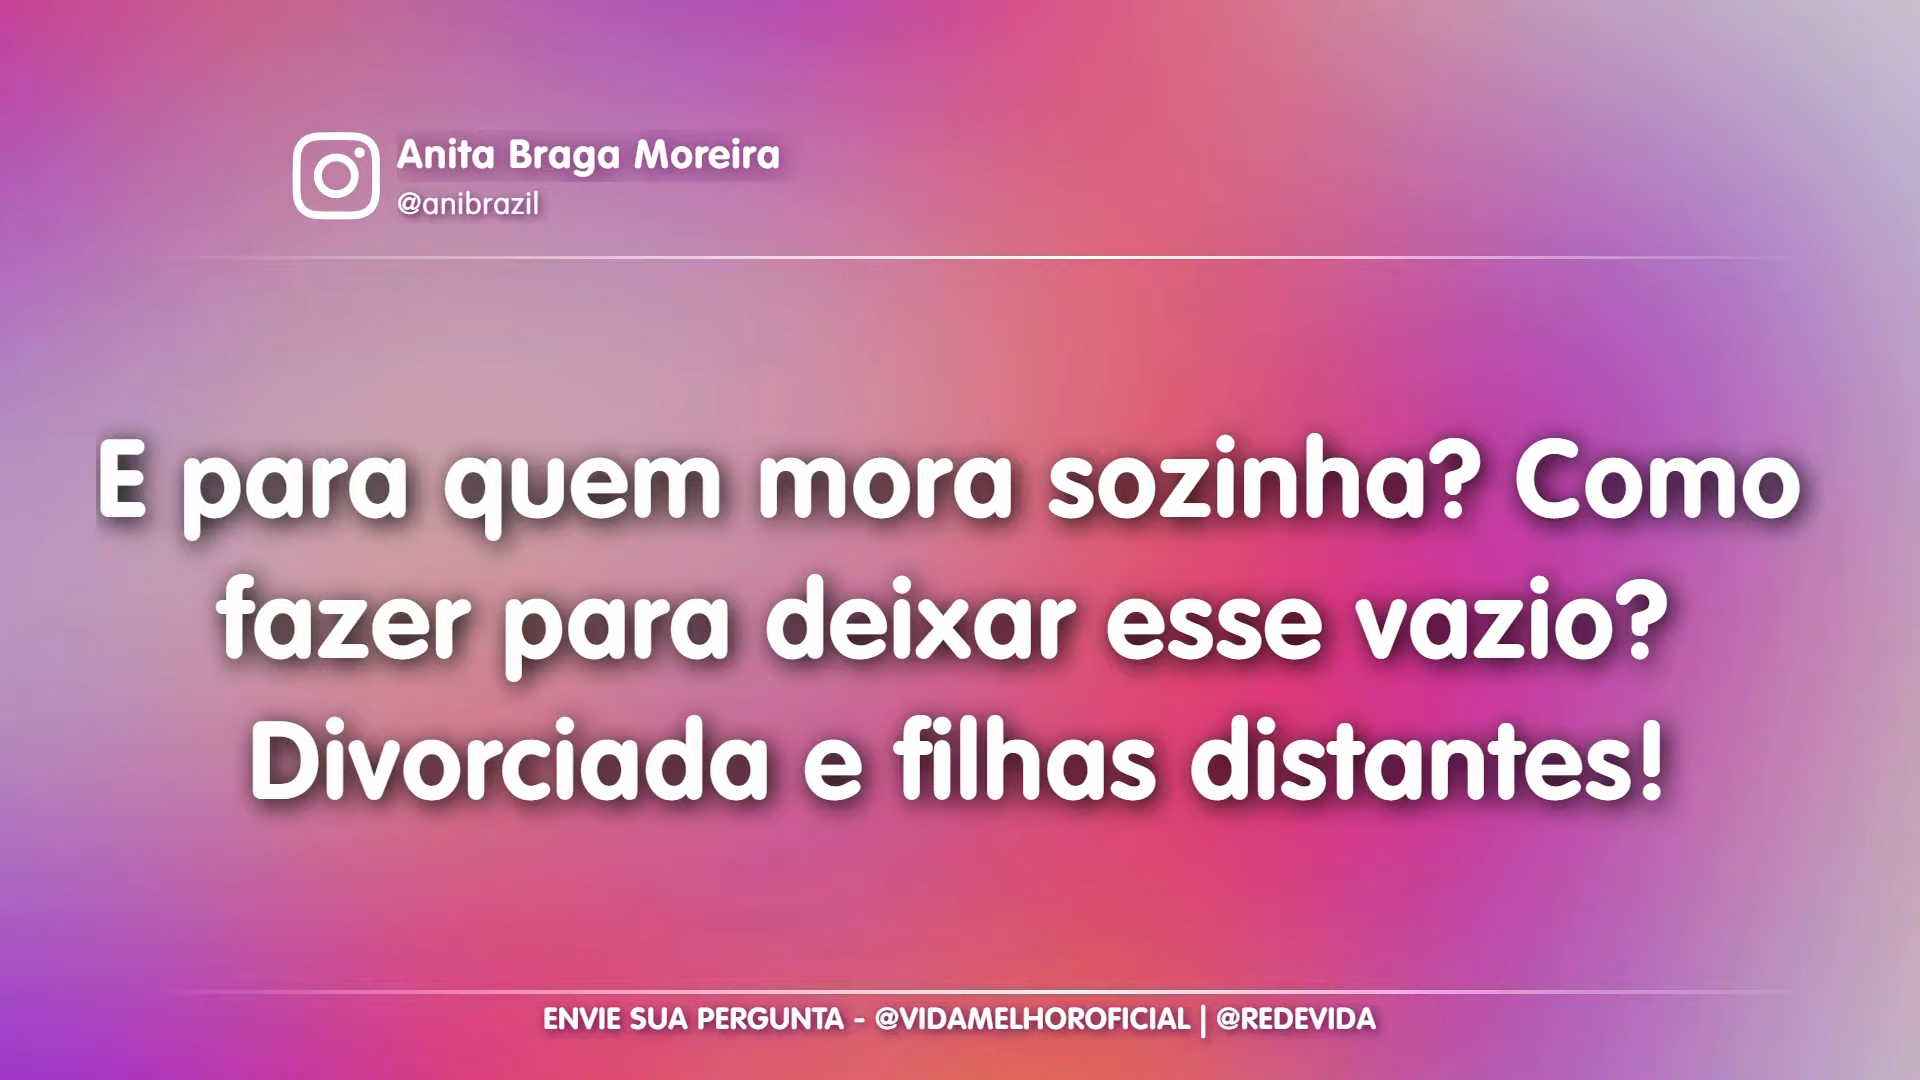 Anita Braga Moreira
@anibrazil
E para quem mora sozinha? Como
fazer para deixar esse vazio?
Divorciada e filhas distantes!
ENVIE SUA PERGUNTA - @VIDAMELHOROFICIAL | @REDEVIDA